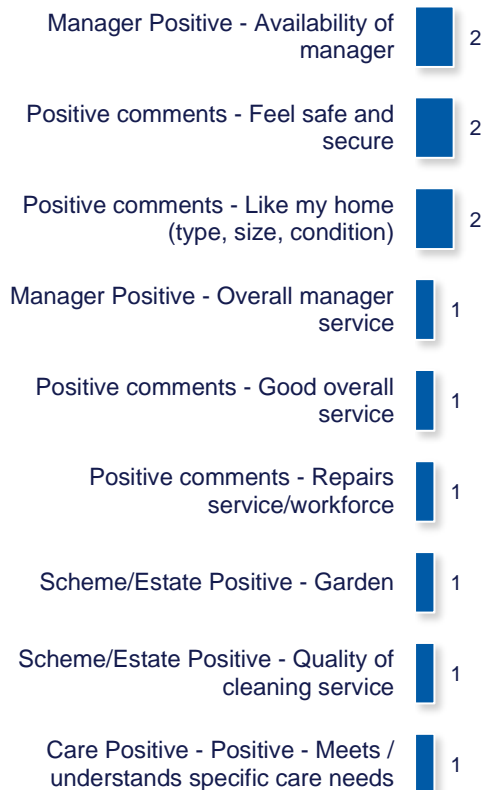 Manager Positive - Availability of
manager
2
Positive comments - Feel safe and
secure
2
Positive comments - Like my home
(type, size, condition)
2
Manager Positive - Overall manager
service
1
Positive comments - Good overall
service
1
Positive comments - Repairs
service/workforce
1
Scheme/Estate Positive - Garden
1
Scheme/Estate Positive - Quality of
cleaning service
1
Care Positive - Positive - Meets /
understands specific care needs
1